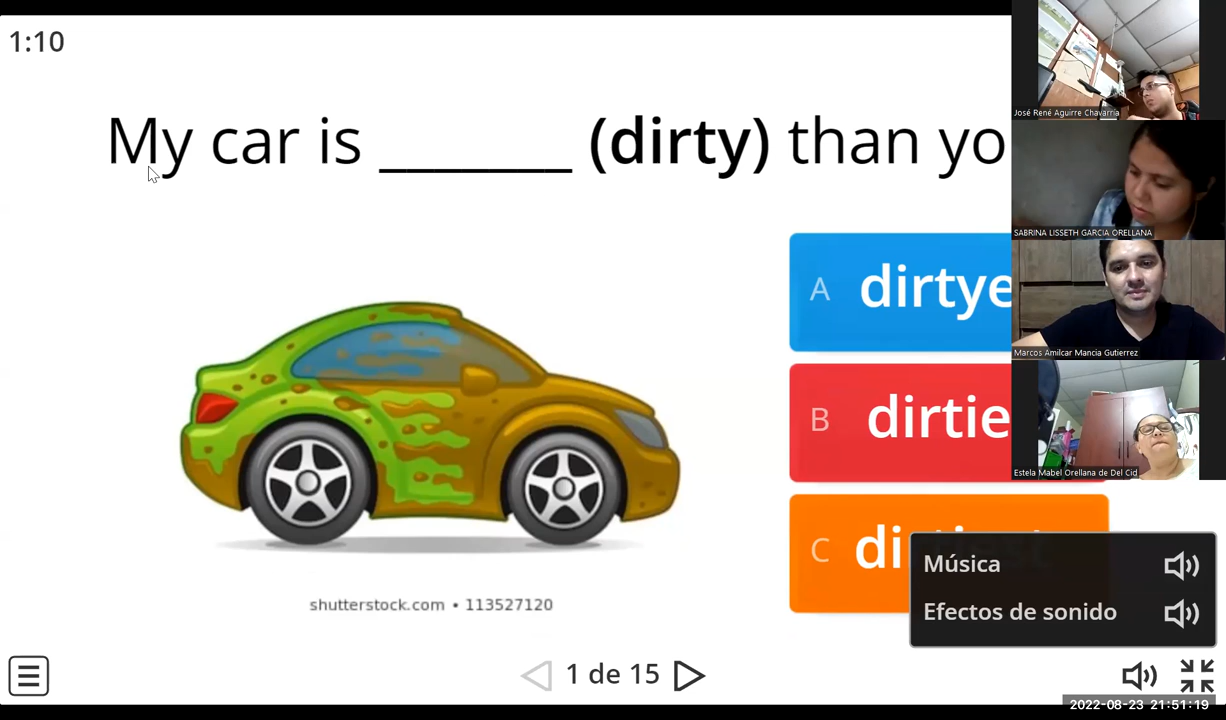 1:10
My car is _______ (dirty) than yo
A dirtye
B dirtie
C di
shutterstock.com • 113527120
Música
Efectos de sonido
1 de 15
José René Aguirre Chavarría
SABRINA LISSETH GARCIA ORELLANA
Marcos Amilcar Mancia Gutierrez
Estela Mabel Orellana de Del Cid
2022-08-23 21:51:19